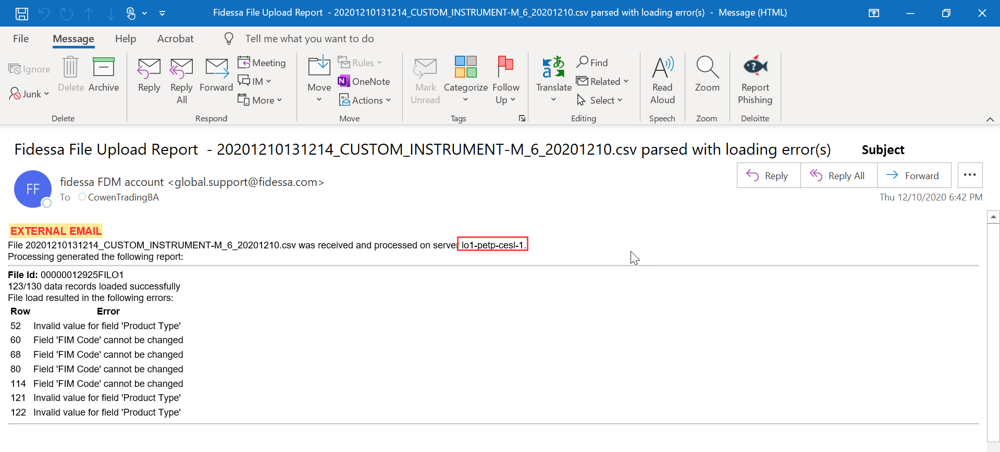 Fidessa File Upload Report - 20201210131214_CUSTOM_INSTRUMENT-M_6_20201210.csv parsed with loading error(s) - Message (HTML)
File Message Help Acrobat Tell me what you want to do
Ignore
Junk
Delete
Archive
Delete
Reply
Reply All
Forward
Meeting
IM
More
Respond
Move
Rules
OneNote
Actions
Move
Mark Unread
Categorize
Follow Up
Tags
Translate
Find
Related
Select
Editing
Read Aloud
Speech
Zoom
Zoom
Report Phishing
Deloitte
Fidessa File Upload Report - 20201210131214_CUSTOM_INSTRUMENT-M_6_20201210.csv parsed with loading error(s) Subject
Reply Reply All Forward
FF
fidessa FDM account <global.support@fidessa.com>
To CowenTradingBA
Thu 12/10/2020 6:42 PM
EXTERNAL EMAIL
File 20201210131214_CUSTOM_INSTRUMENT-M_6_20201210.csv was received and processed on server lo1-petp-cesl-1.
Processing generated the following report:
File Id: 00000012925FILO1
123/130 data records loaded successfully
File load resulted in the following errors:
Row Error
52 Invalid value for field 'Product Type'
60 Field 'FIM Code' cannot be changed
68 Field 'FIM Code' cannot be changed
80 Field 'FIM Code' cannot be changed
114 Field 'FIM Code' cannot be changed
121 Invalid value for field 'Product Type'
122 Invalid value for field 'Product Type'